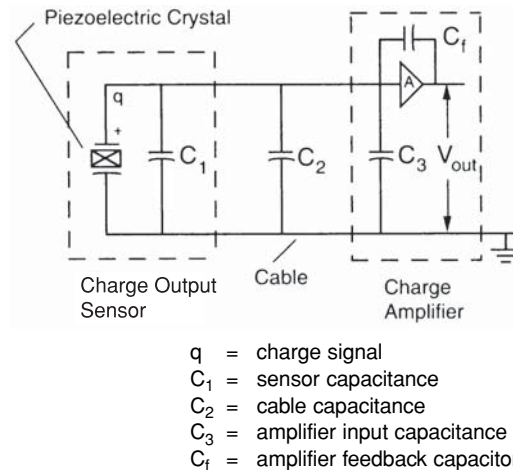 Piezoelectric Crystal
q
+
C1
C2
C3
Cf
A
Vout
Charge Output
Sensor
Cable
Charge
Amplifier
q = charge signal
C1 = sensor capacitance
C2 = cable capacitance
C3 = amplifier input capacitance
Cf = amplifier feedback capacito